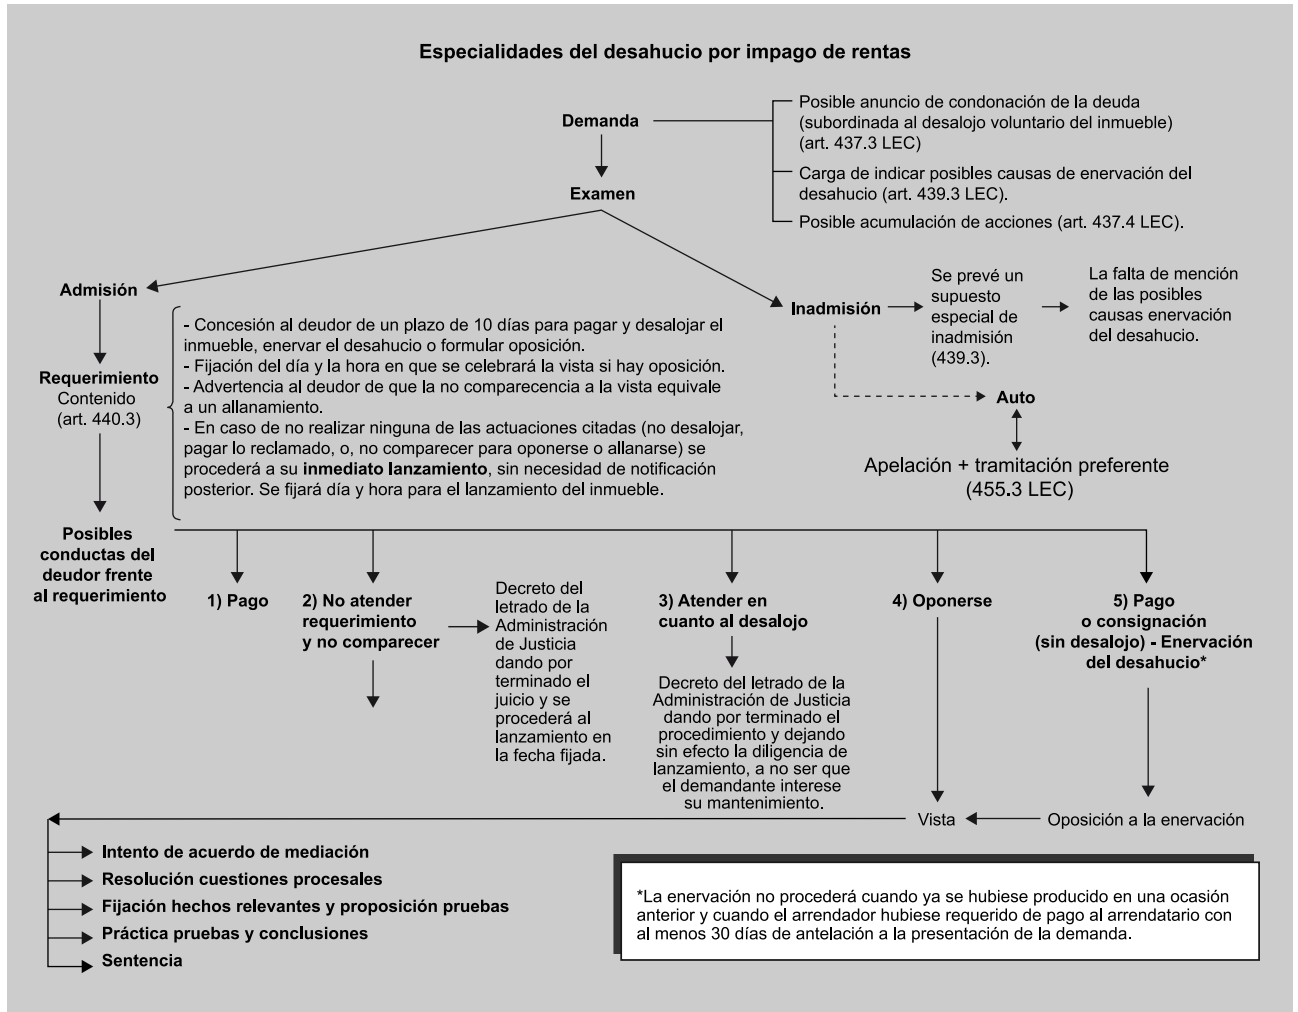 Especialidades del desahucio por impago de rentas
Demanda
Posible anuncio de condonación de la deuda
(subordinada al desalojo voluntario del inmueble)
(art. 437.3 LEC)
Carga de indicar posibles causas de enervación del
desahucio (art. 439.3 LEC).
Posible acumulación de acciones (art. 437.4 LEC).
Examen
Admisión
Inadmisión
Se prevé un
supuesto
especial de
inadmisión
(439.3).
La falta de mención
de las posibles
causas enervación
del desahucio.
Auto
Apelación + tramitación preferente
(455.3 LEC)
Requerimiento
Contenido
(art. 440.3)
- Concesión al deudor de un plazo de 10 días para pagar y desalojar el
inmueble, enervar el desahucio o formular oposición.
- Fijación del día y la hora en que se celebrará la vista si hay oposición.
- Advertencia al deudor de que la no comparecencia a la vista equivale
a un allanamiento.
- En caso de no realizar ninguna de las actuaciones citadas (no desalojar,
pagar lo reclamado, o, no comparecer para oponerse o allanarse) se
procederá a su inmediato lanzamiento, sin necesidad de notificación
posterior. Se fijará día y hora para el lanzamiento del inmueble.
Posibles
conductas del
deudor frente
al requerimiento
1) Pago
2) No atender
requerimiento
y no comparecer
Decreto del
letrado de la
Administración
de Justicia
dando por
terminado el
juicio y se
procederá al
lanzamiento en
la fecha fijada.
3) Atender en
cuanto al desalojo
Decreto del letrado de la
Administración de Justicia
dando por terminado el
procedimiento y dejando
sin efecto la diligencia de
lanzamiento, a no ser que
el demandante interese
su mantenimiento.
4) Oponerse
5) Pago
o consignación
(sin desalojo) - Enervación
del desahucio*
Vista
Oposición a la enervación
Intento de acuerdo de mediación
Resolución cuestiones procesales
Fijación hechos relevantes y proposición pruebas
Práctica pruebas y conclusiones
Sentencia
*La enervación no procederá cuando ya se hubiese producido en una ocasión
anterior y cuando el arrendador hubiese requerido de pago al arrendatario con
al menos 30 días de antelación a la presentación de la demanda.